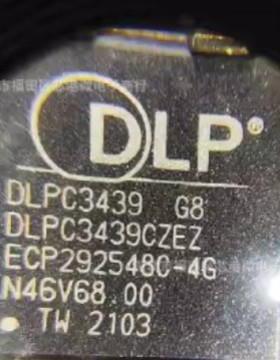 DLP®
DLPC3439 G8
DLPC3439CZEZ
ECP292548C-4G
N46V68.00
TW 2103